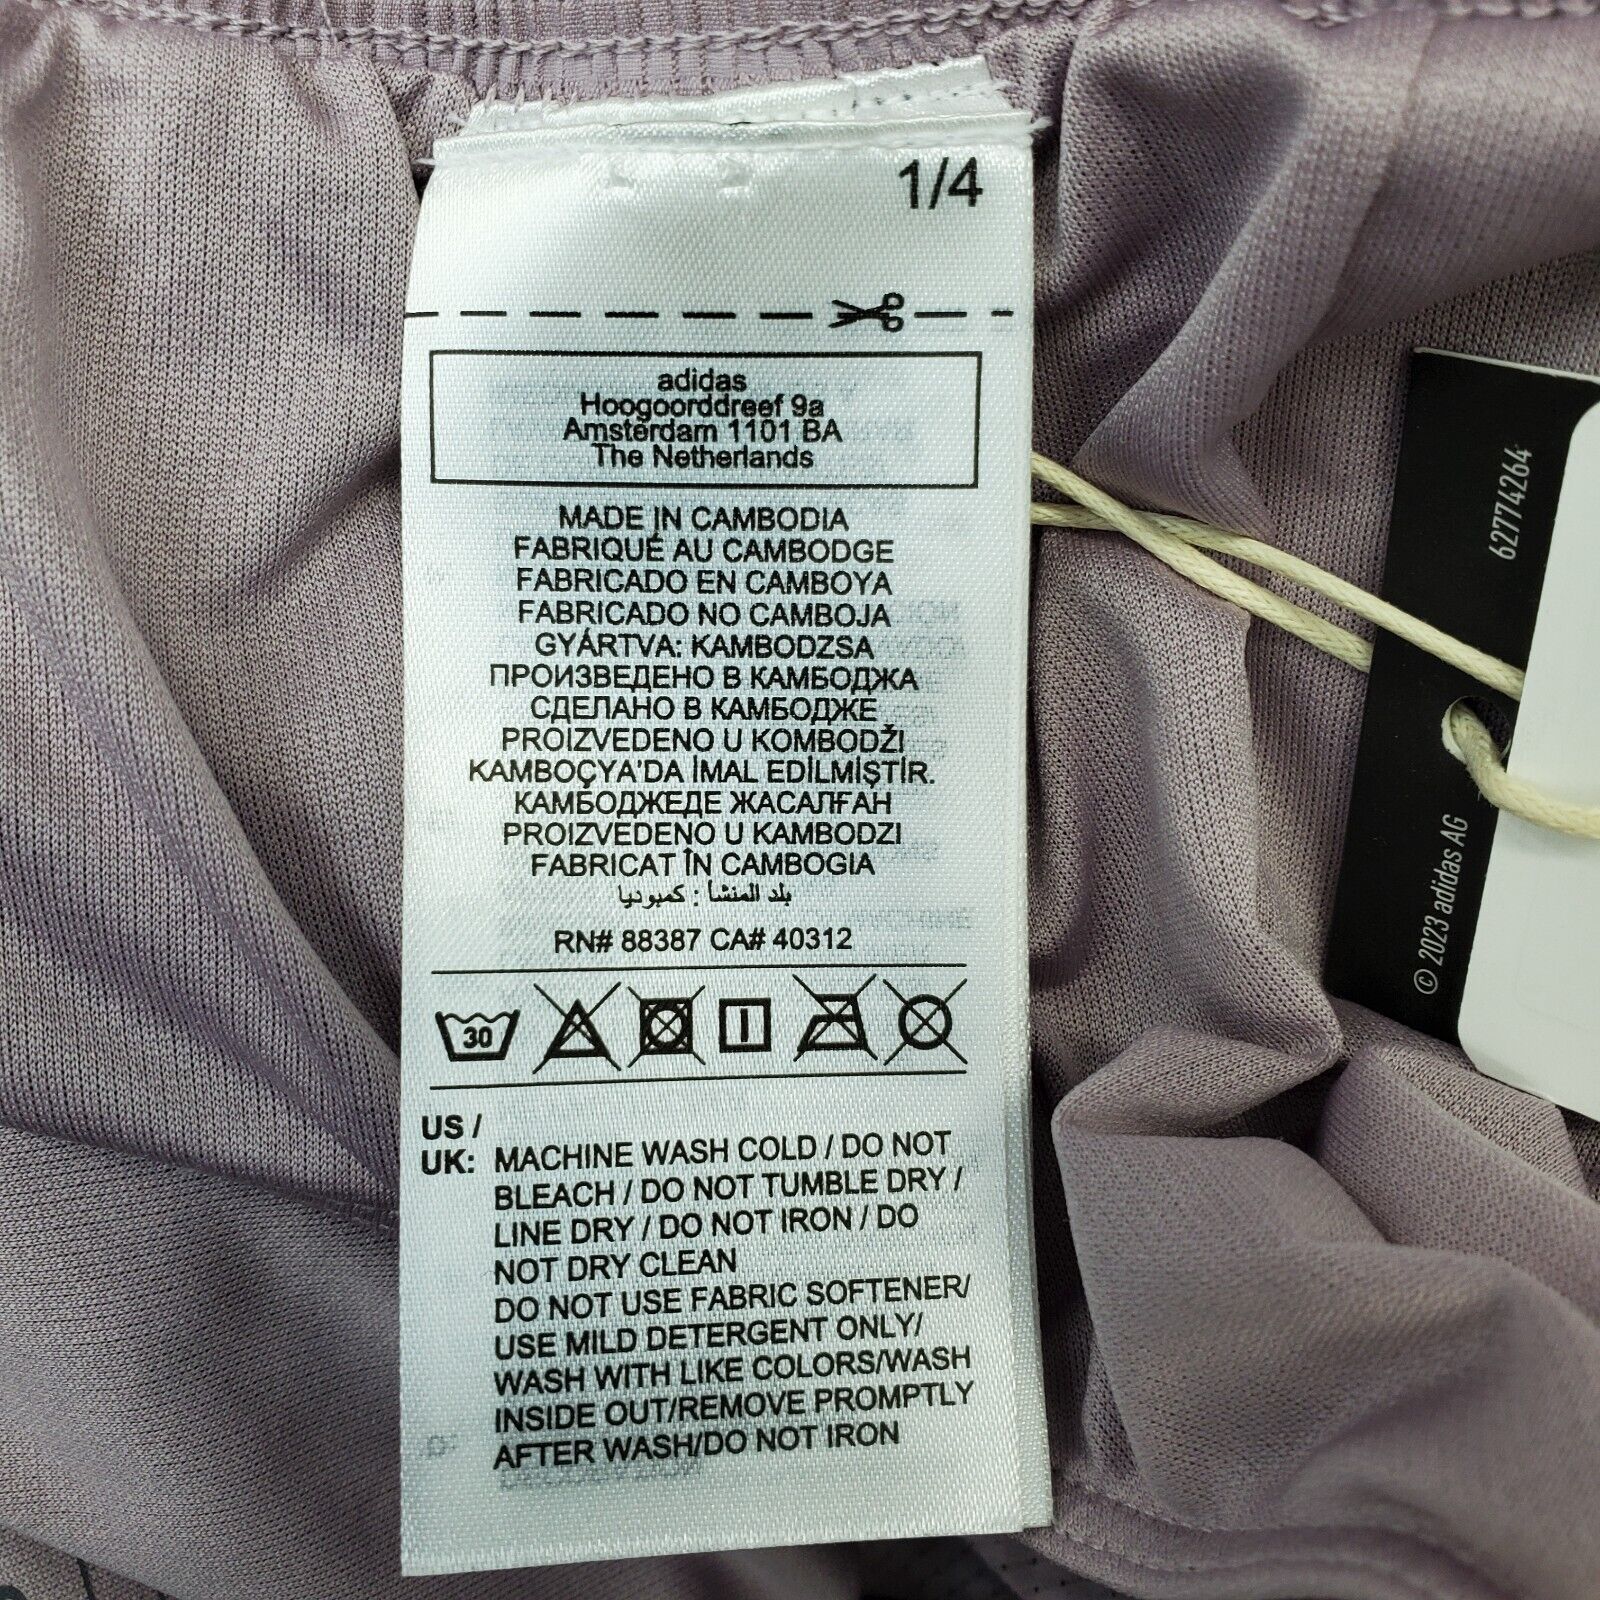 1/4
adidas
Hoogoorddreef 9a
Amsterdam 1101 BA
The Netherlands
MADE IN CAMBODIA
FABRIQUÉ AU CAMBODGE
FABRICADO EN CAMBOYA
FABRICADO NO CAMBOJA
GYÁRTVA: KAMBODZSA
ПРОИЗВЕДЕНО В КАМБОДЖА
СДЕЛАНО В КАМБОДЖЕ
PROIZVEDENO U KOMBODŽI
KAMBOÇYA'DA İMAL EDİLMİŞTİR.
КАМБОДЖЕДЕ ЖАСАЛҒАН
PROIZVEDENO U KAMBODZI
FABRICAT ÎN CAMBOGIA
بلد المنشأ : كمبوديا
RN# 88387 CA# 40312
30
US /
UK: MACHINE WASH COLD / DO NOT
BLEACH / DO NOT TUMBLE DRY /
LINE DRY / DO NOT IRON / DO
NOT DRY CLEAN
DO NOT USE FABRIC SOFTENER/
USE MILD DETERGENT ONLY/
WASH WITH LIKE COLORS/WASH
INSIDE OUT/REMOVE PROMPTLY
AFTER WASH/DO NOT IRON
62774264
© 2023 adidas AG